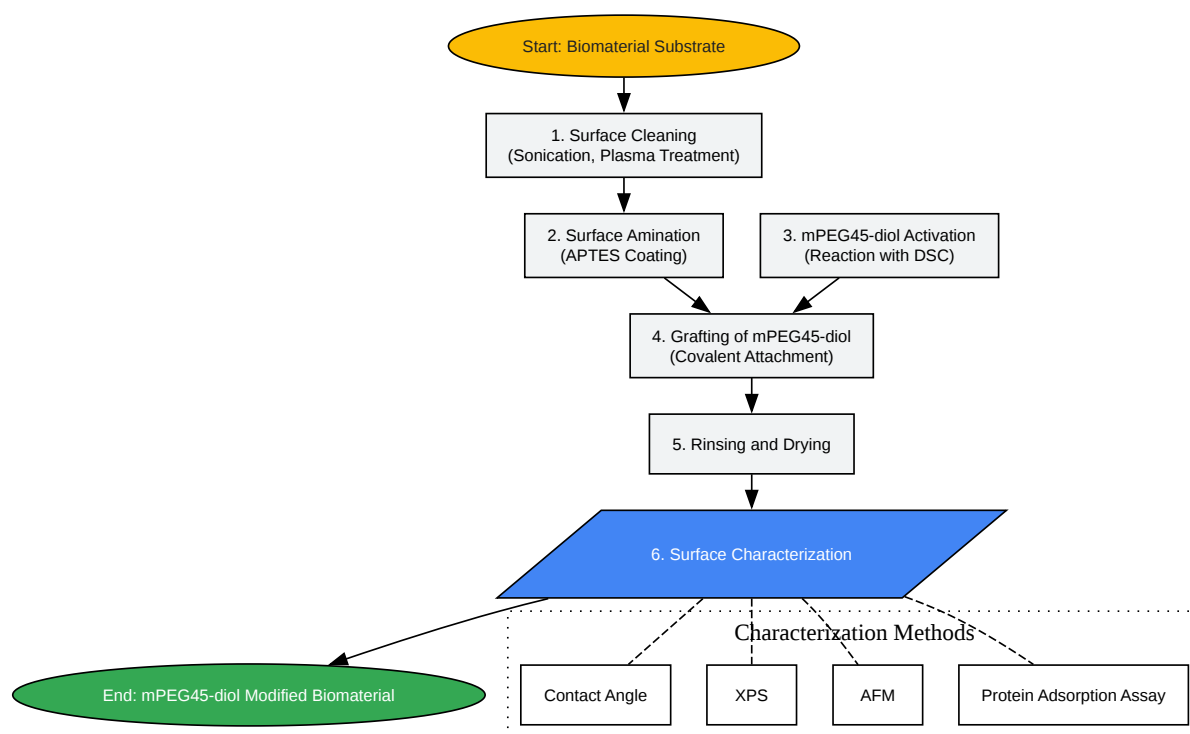 Start: Biomaterial Substrate
1. Surface Cleaning
(Sonication, Plasma Treatment)
2. Surface Amination
(APTES Coating)
3. mPEG45-diol Activation
(Reaction with DSC)
4. Grafting of mPEG45-diol
(Covalent Attachment)
5. Rinsing and Drying
6. Surface Characterization
Characterization Methods
End: mPEG45-diol Modified Biomaterial
Contact Angle
XPS
AFM
Protein Adsorption Assay